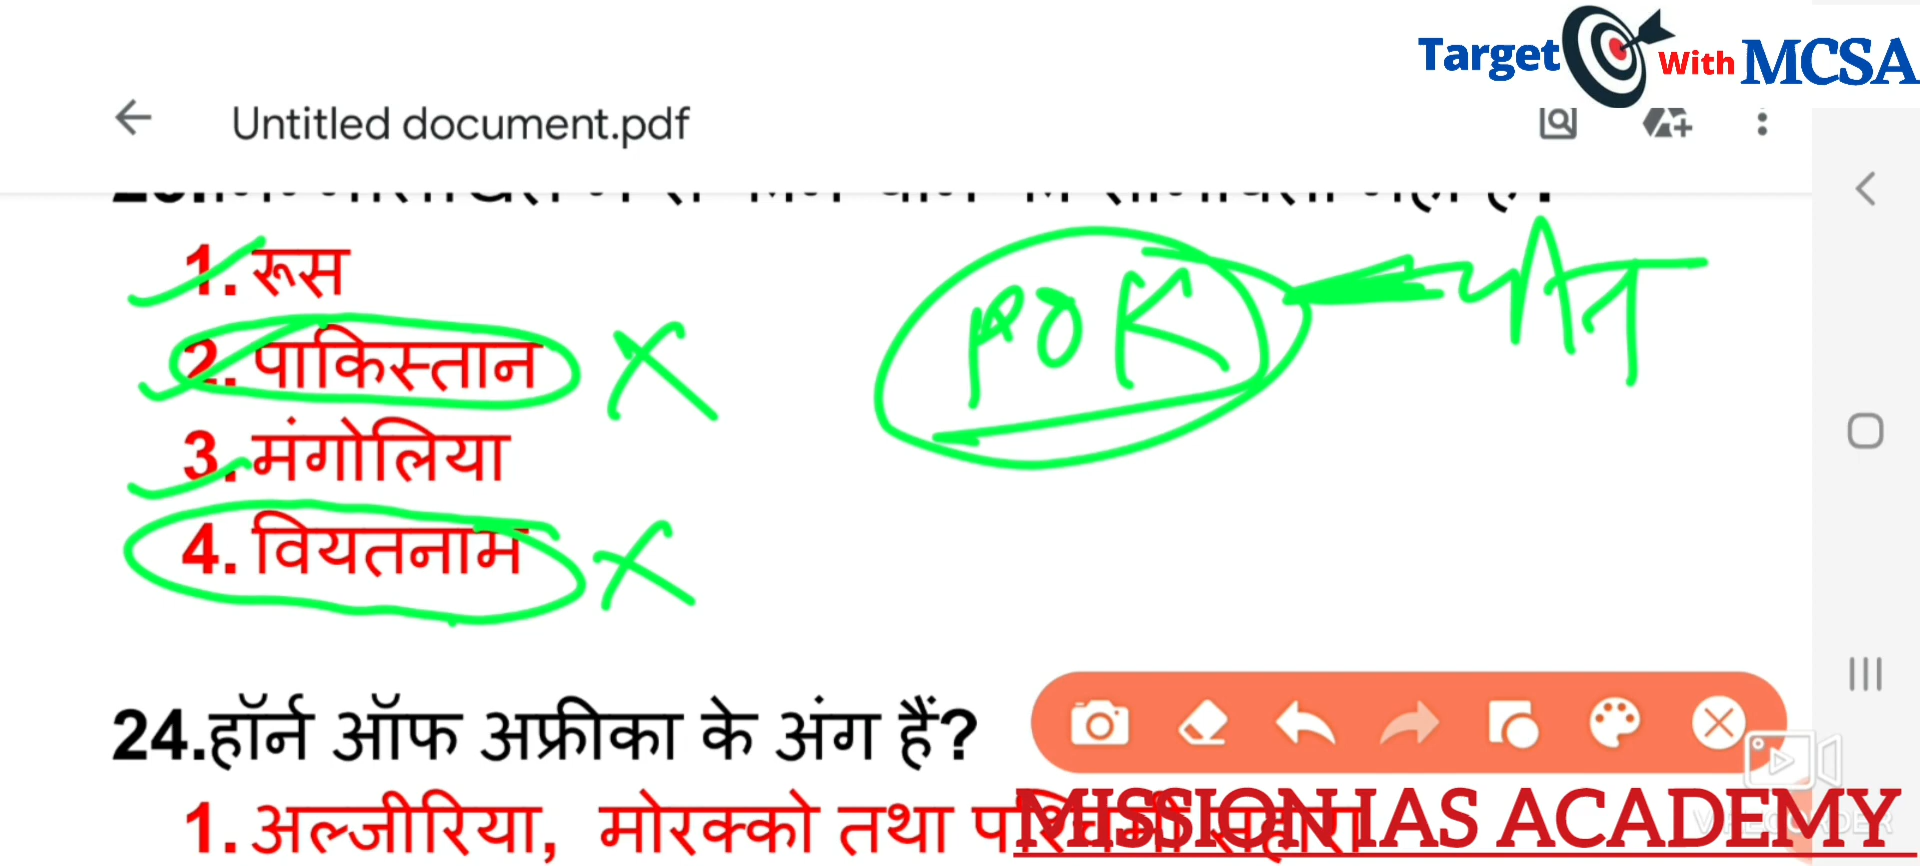 Target With MCSA
Untitled document.pdf
1. रूस
2. पाकिस्तान
3. मंगोलिया
4. वियतनाम
POK
24.हॉर्न ऑफ अफ्रीका के अंग हैं?
1. अल्जीरिया, मोरक्को तथा
MISSION IAS ACADEMY